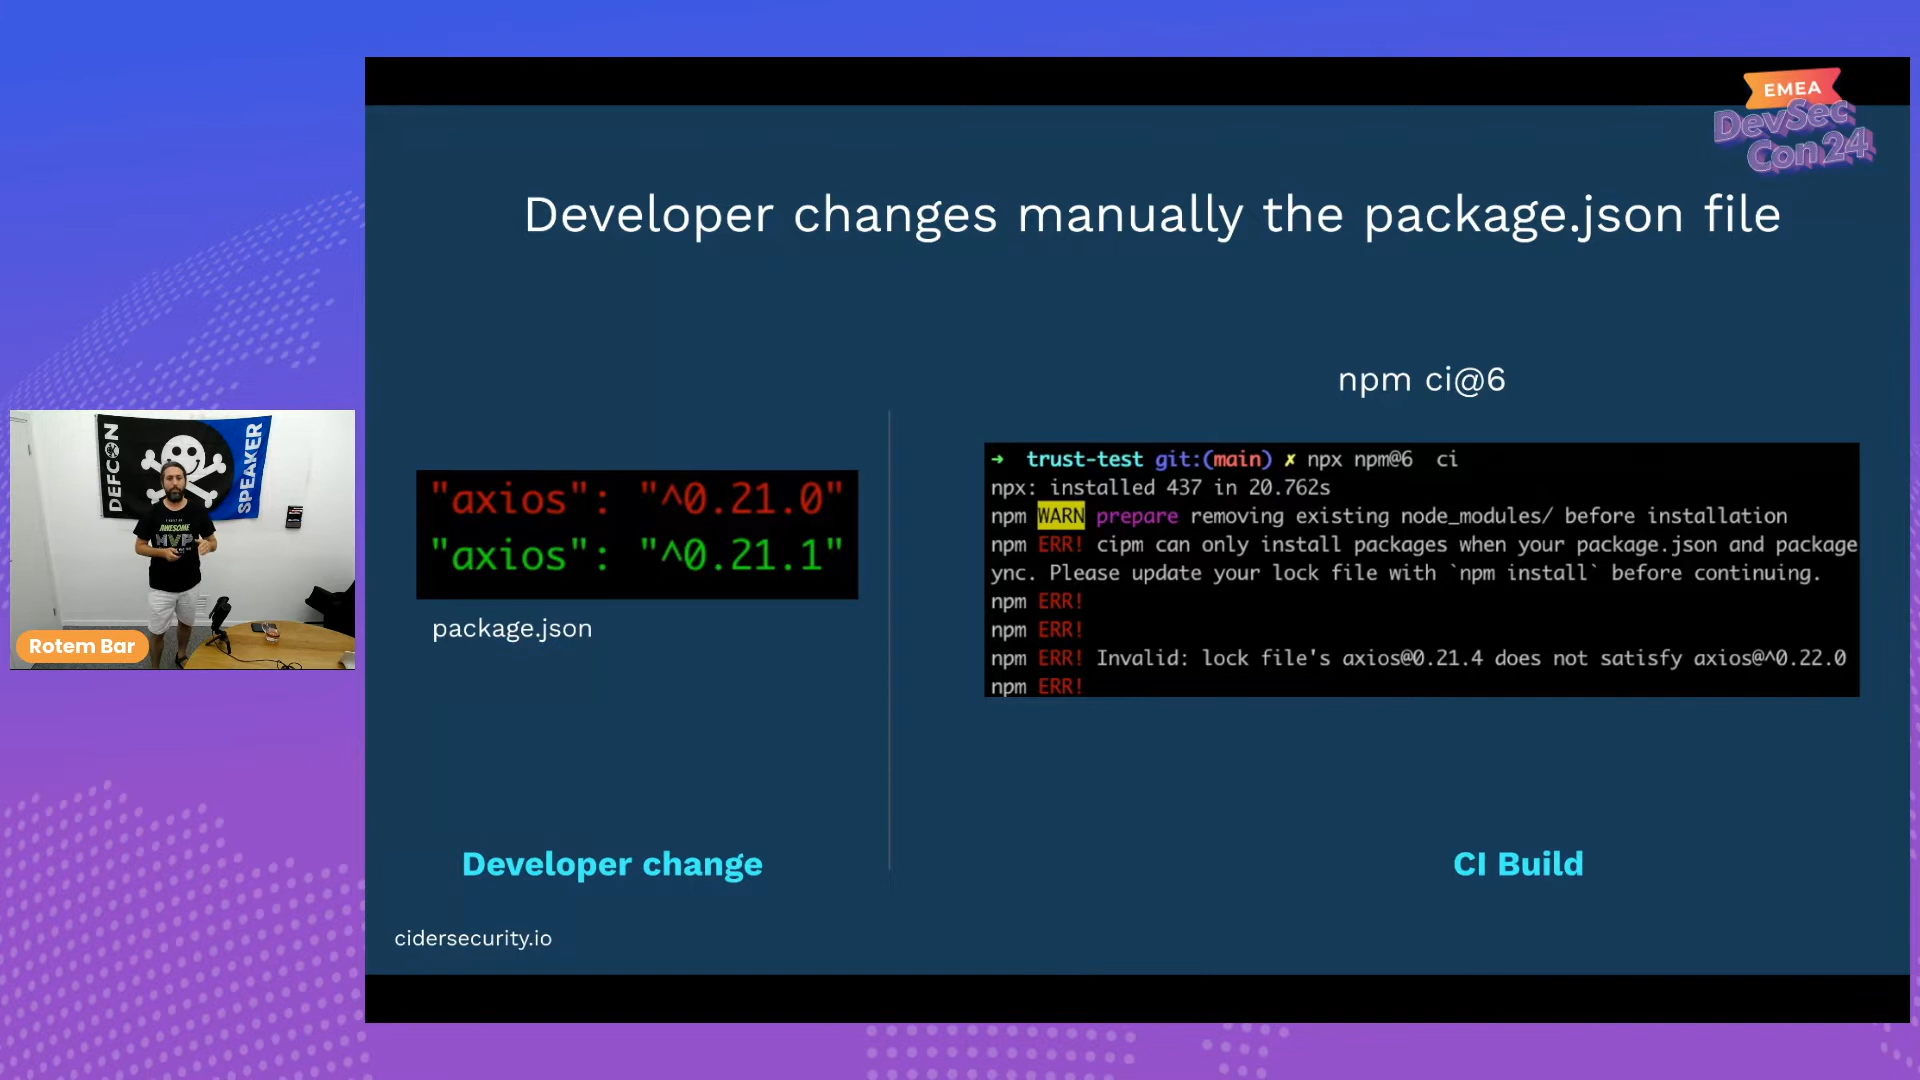 EMEA
DevSec
Con24
Developer changes manually the package.json file
npm ci@6
DEFCON
SPEAKER
AWESOME
MVP
Rotem Bar
"axios": "^0.21.0"
"axios": "^0.21.1"
package.json
➜ trust-test git:(main) ✗ npx npm@6 ci
npx: installed 437 in 20.762s
npm WARN prepare removing existing node_modules/ before installation
npm ERR! cipm can only install packages when your package.json and package
ync. Please update your lock file with `npm install` before continuing.
npm ERR!
npm ERR!
npm ERR! Invalid: lock file's axios@0.21.4 does not satisfy axios@^0.22.0
npm ERR!
Developer change
CI Build
cidersecurity.io